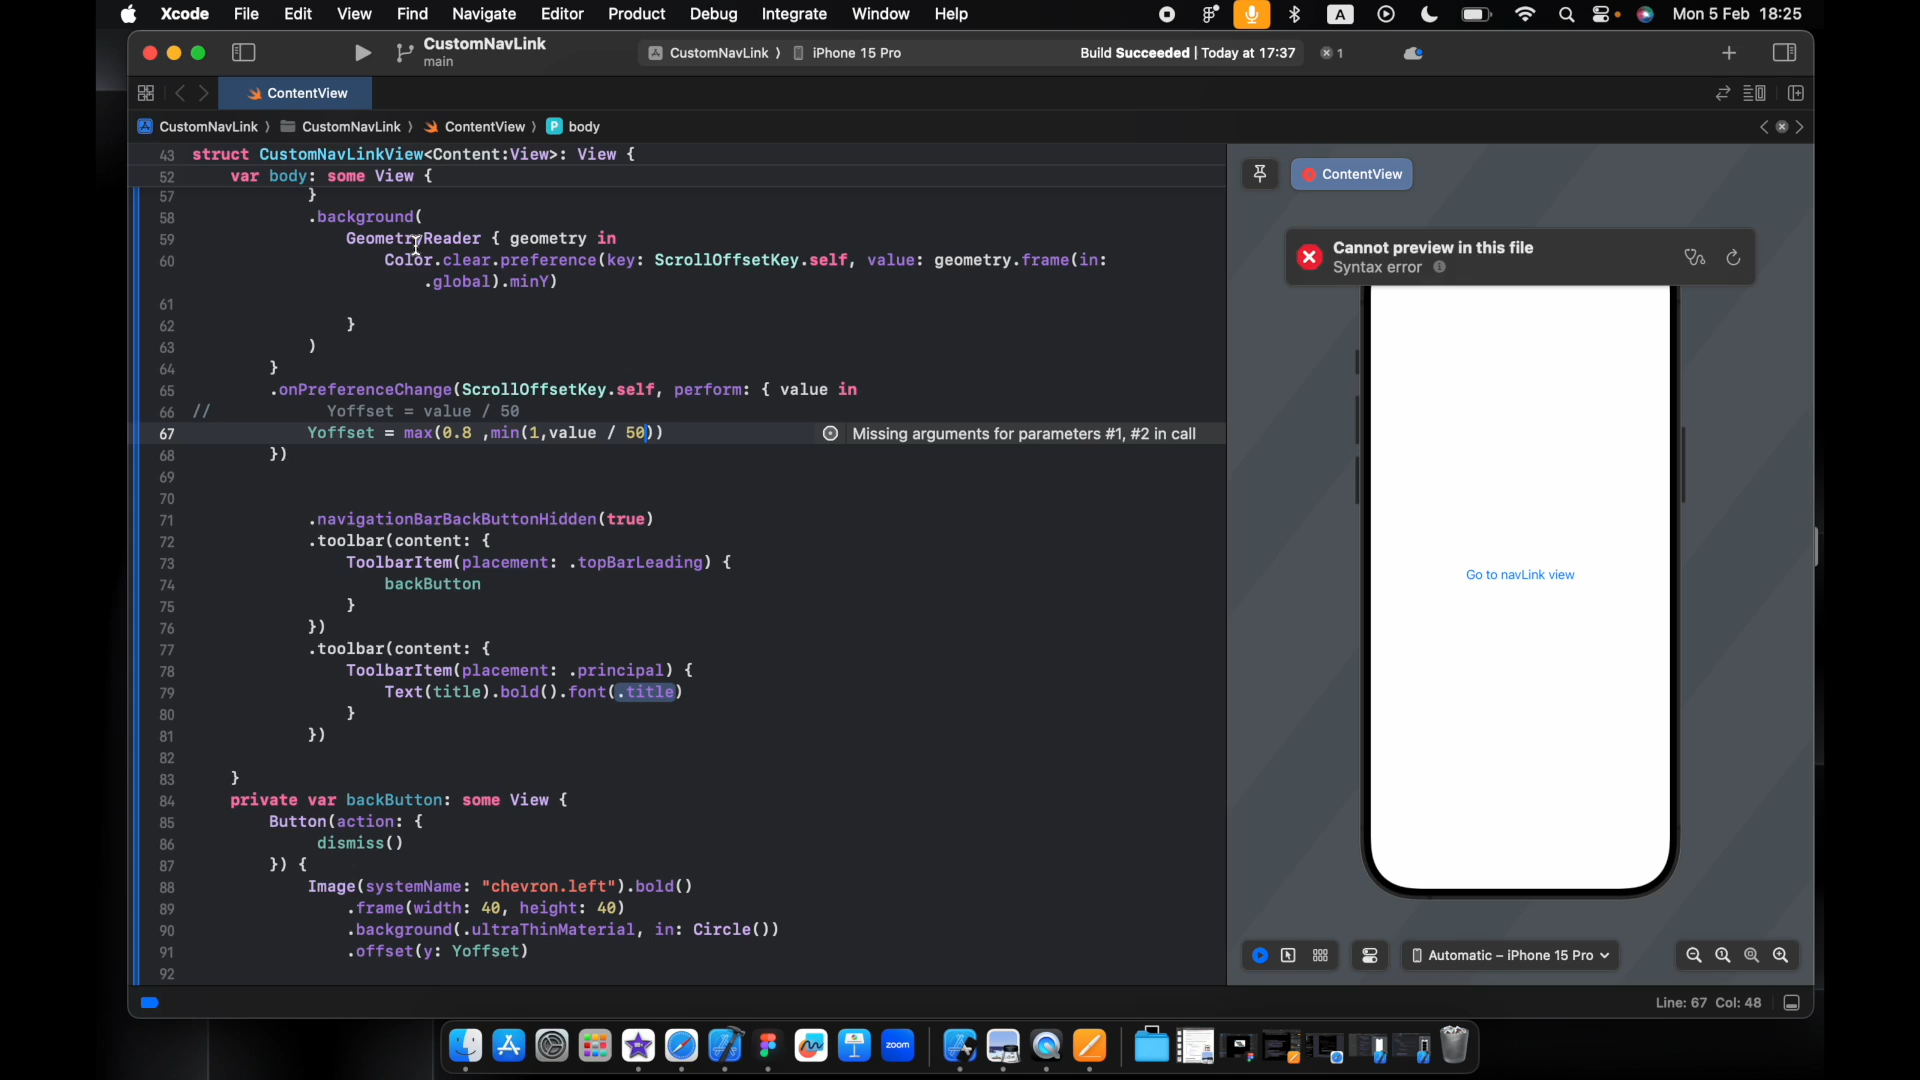 Xcode File Edit View Find Navigate Editor Product Debug Integrate Window Help A Mon 5 Feb 18:25
CustomNavLink
main
CustomNavLink 〉 iPhone 15 Pro Build Succeeded | Today at 17:37 1
ContentView
CustomNavLink 〉 CustomNavLink 〉 ContentView 〉 P body
43 struct CustomNavLinkView<Content:View>: View {
52 var body: some View {
57 }
58 .background(
59 GeometryReader { geometry in
60 Color.clear.preference(key: ScrollOffsetKey.self, value: geometry.frame(in:
.global).minY)
61
62 }
63 )
64 }
65 .onPreferenceChange(ScrollOffsetKey.self, perform: { value in
66 // Yoffset = value / 50
67 Yoffset = max(0.8 ,min(1,value / 50)) Missing arguments for parameters #1, #2 in call
68 })
69
70
71 .navigationBarBackButtonHidden(true)
72 .toolbar(content: {
73 ToolbarItem(placement: .topBarLeading) {
74 backButton
75 }
76 })
77 .toolbar(content: {
78 ToolbarItem(placement: .principal) {
79 Text(title).bold().font(.title)
80 }
81 })
82
83 }
84 private var backButton: some View {
85 Button(action: {
86 dismiss()
87 }) {
88 Image(systemName: "chevron.left").bold()
89 .frame(width: 40, height: 40)
90 .background(.ultraThinMaterial, in: Circle())
91 .offset(y: Yoffset)
92
ContentView
Cannot preview in this file
Syntax error
Go to navLink view
Automatic – iPhone 15 Pro
Line: 67 Col: 48
zoom